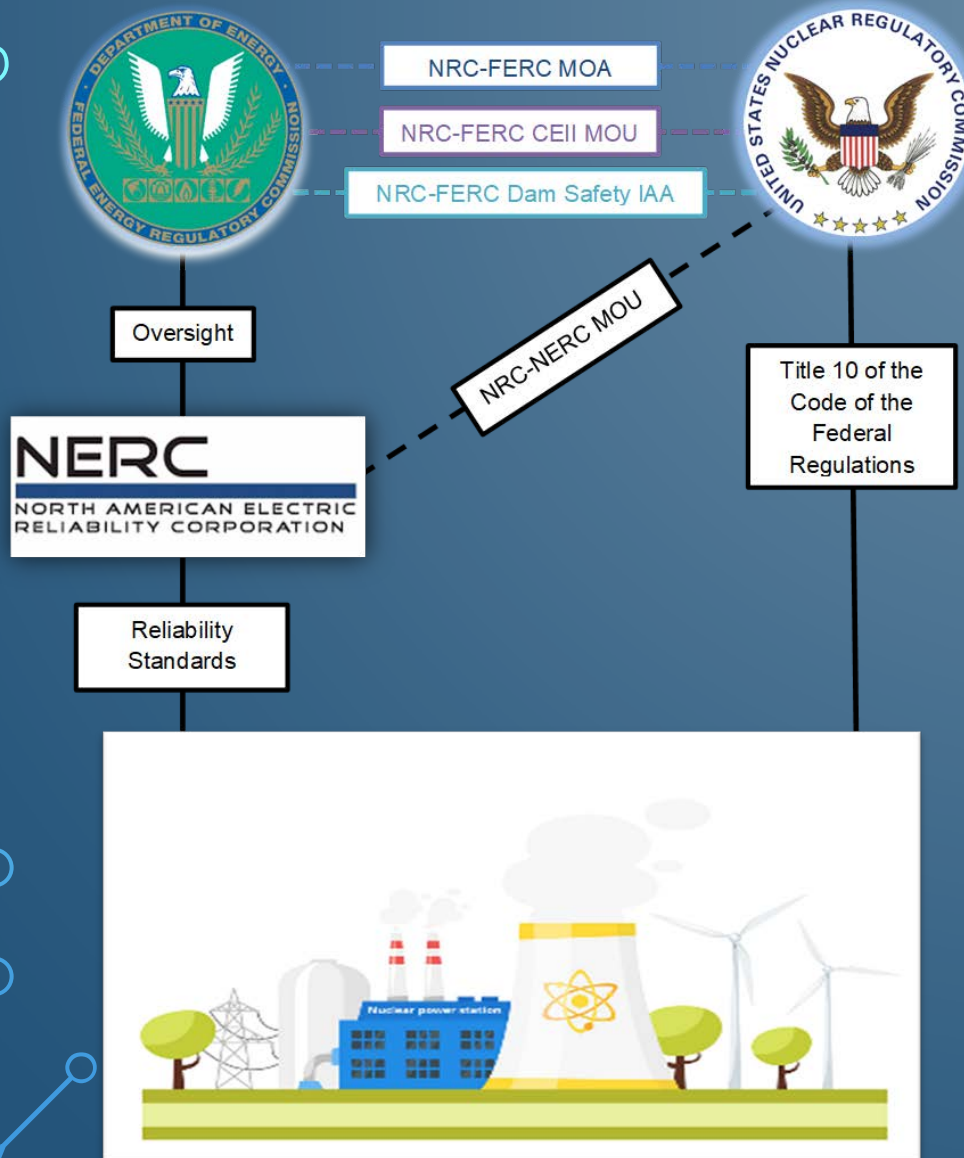 DEPARTMENT OF ENERGY
FEDERAL ENERGY REGULATORY COMMISSION
UNITED STATES NUCLEAR REGULATORY COMMISSION
NRC-FERC MOA
NRC-FERC CEII MOU
NRC-FERC Dam Safety IAA
Oversight
NRC-NERC MOU
Title 10 of the
Code of the
Federal
Regulations
NERC
NORTH AMERICAN ELECTRIC
RELIABILITY CORPORATION
Reliability
Standards
Nuclear power station